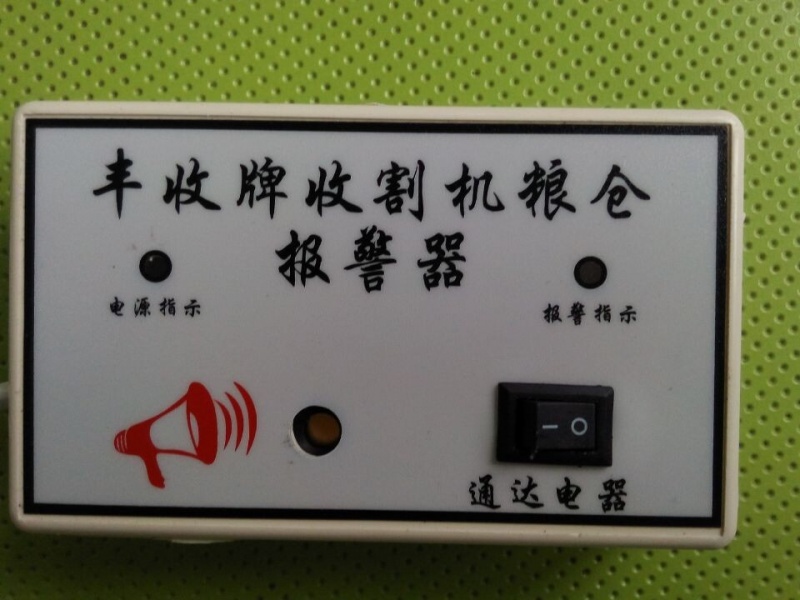 丰收牌收割机粮仓
报警器
电源指示
报警指示
通达电器